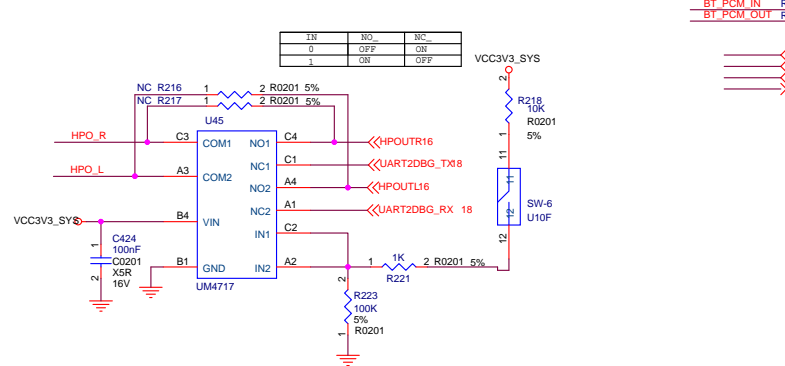 BT_PCM_IN R
BT_PCM_OUT R
IN NO_ NC_
0 OFF ON
1 ON OFF
VCC3V3_SYS
2
R218
10K
R0201
5%
1
11
11
12
SW-6
U10F
12
NC R216 1 2 R0201 5%
NC R217 1 2 R0201 5%
U45
HPO_R C3 COM1 NO1 C4 HPOUTR16
NC1 C1 UART2DBG_TX18
HPO_L A3 COM2 NO2 A4 HPOUTL16
NC2 A1 UART2DBG_RX 18
VCC3V3_SYS B4 VIN IN1 C2
B1 GND IN2 A2
UM4717
1
C424
100nF
C0201
X5R
16V
2
1 1K 2 R0201 5%
R221
2
R223
100K
5%
R0201
1